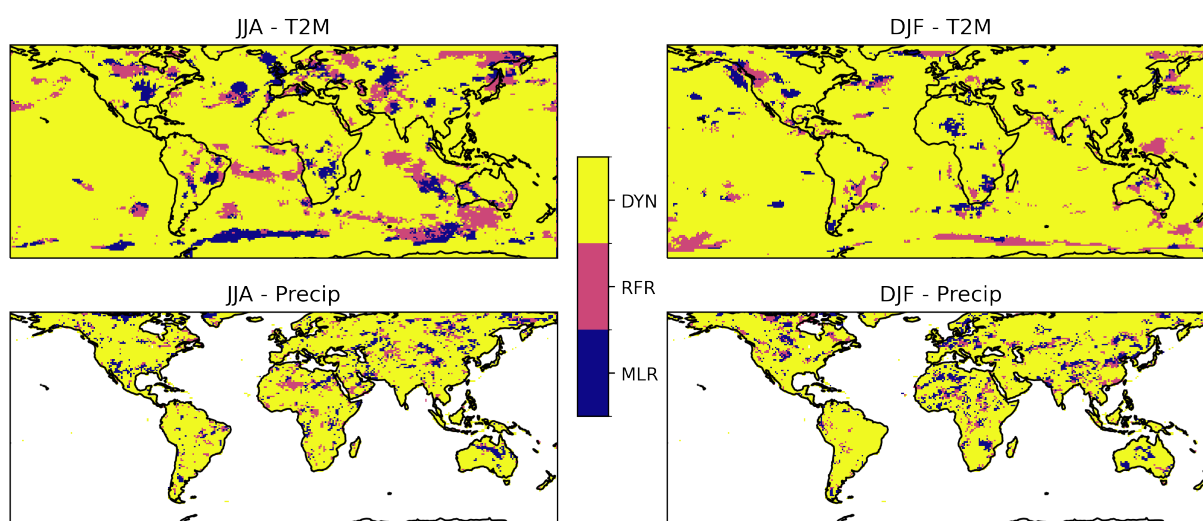 JJA - T2M
DJF - T2M
DYN
RFR
MLR
JJA - Precip
DJF - Precip